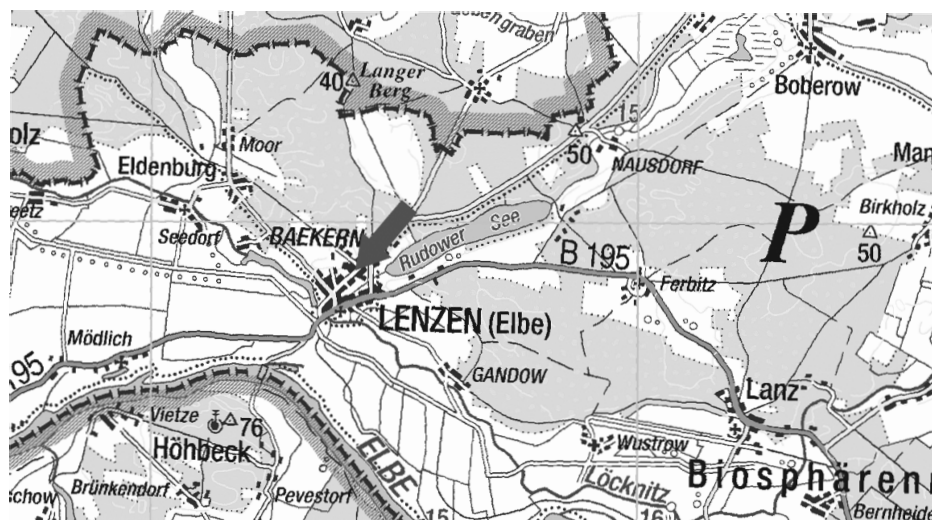 graben
Langer
Berg
40
15
Boberow
50
olz
Moor
NAUSDORF
Mar
Eldenburg
eetz
Seedorf
BAEKERN
Rudower See
P
Birkholz
50
B 195
Ferbitz
LENZEN (Elbe)
Mödlich
195
GANDOW
Lanz
Vietze
76
Höhbeck
ELBE
Wustrow
Biosphärenr
schow
Brünkendorf
Pevestorf
Löcknitz
15
16
Bernheide